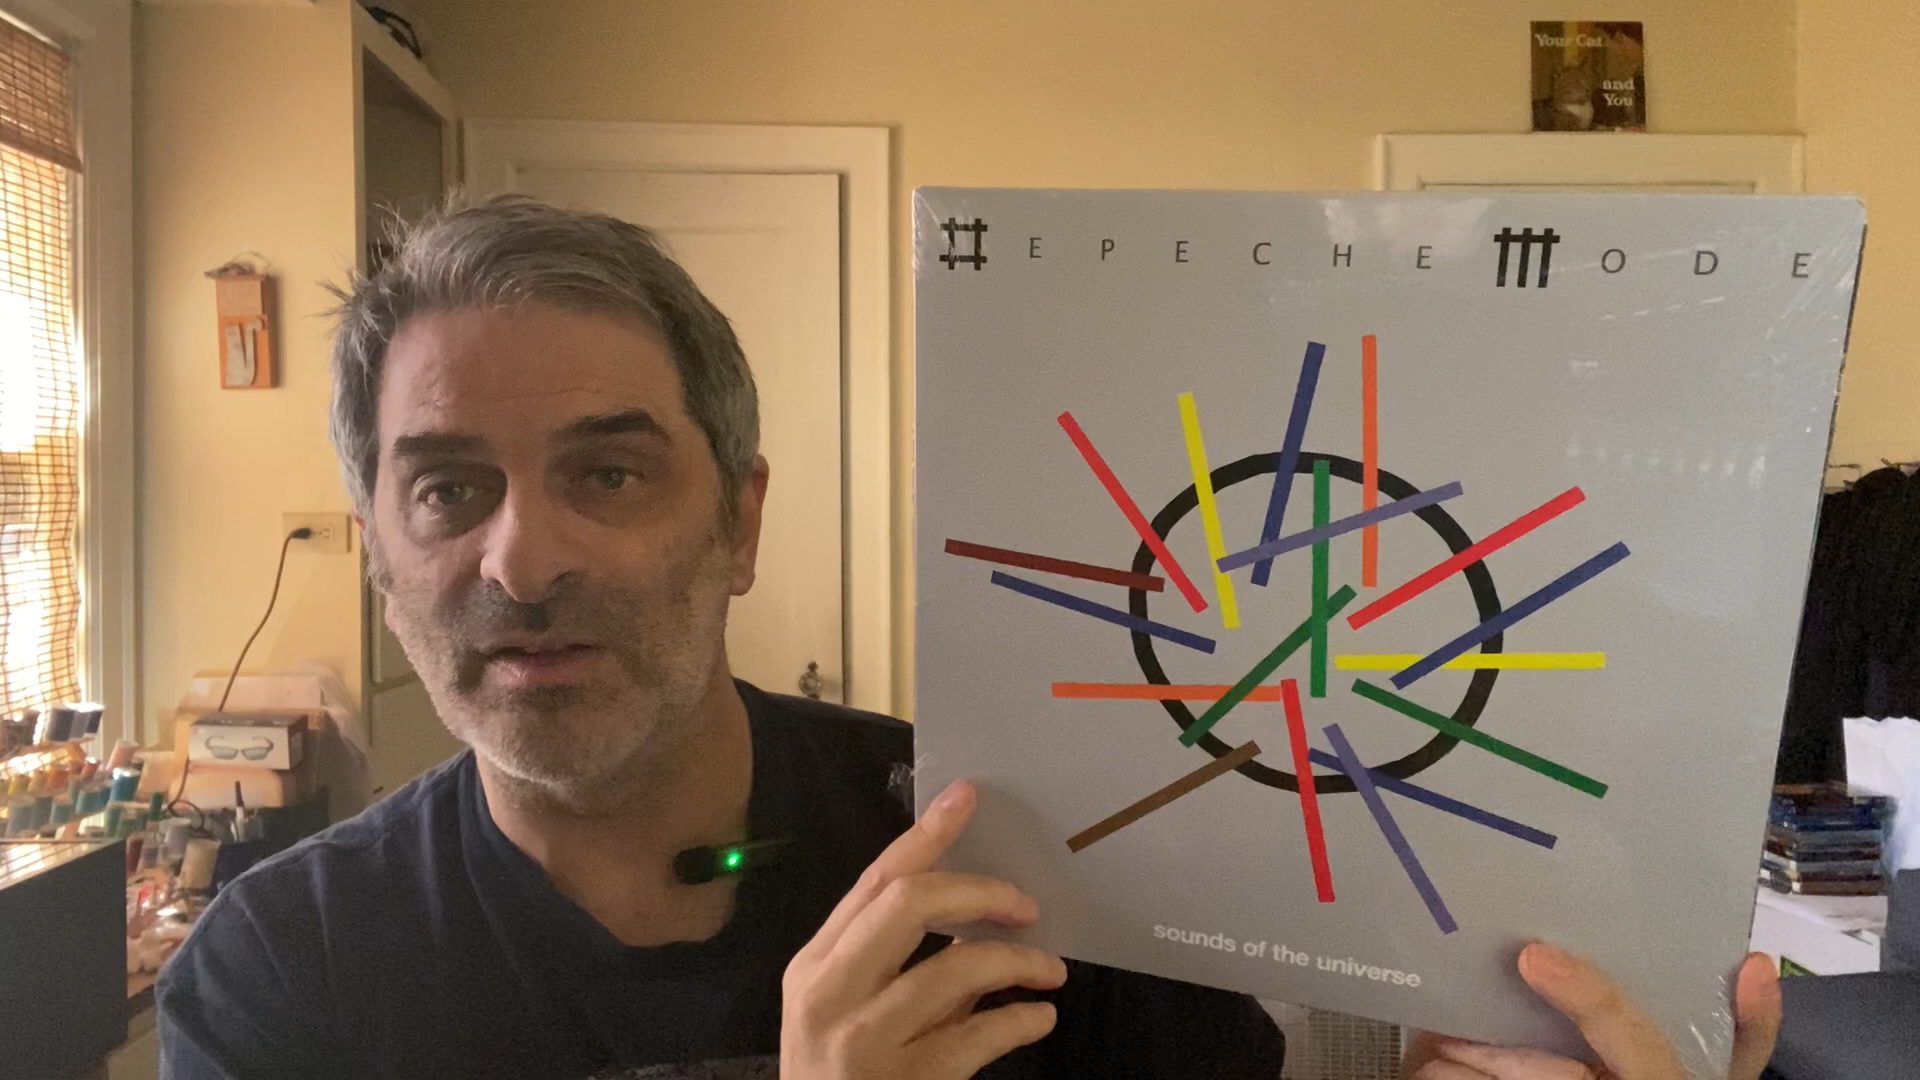 Your Cat
and
You
DEPECHE MODE
sounds of the universe